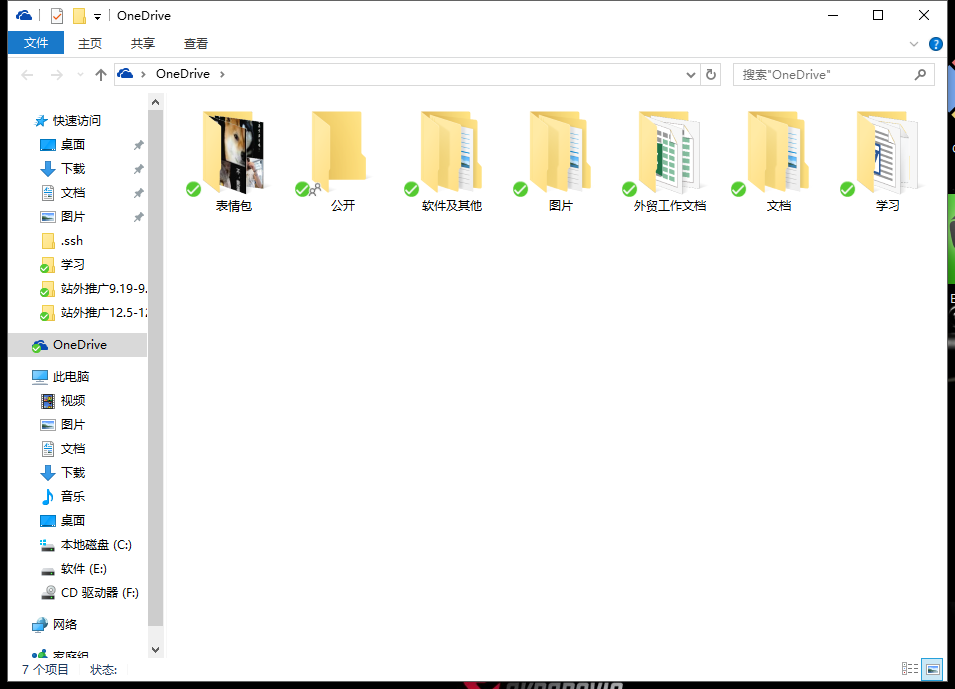 OneDrive
文件 主页 共享 查看
OneDrive 搜索"OneDrive"
快速访问
桌面
下载
文档
图片
.ssh
学习
站外推广9.19-9.
站外推广12.5-12
OneDrive
此电脑
视频
图片
文档
下载
音乐
桌面
本地磁盘 (C:)
软件 (E:)
CD 驱动器 (F:)
网络
家庭组
表情包 公开 软件及其他 图片 外贸工作文档 文档 学习
7 个项目 状态: